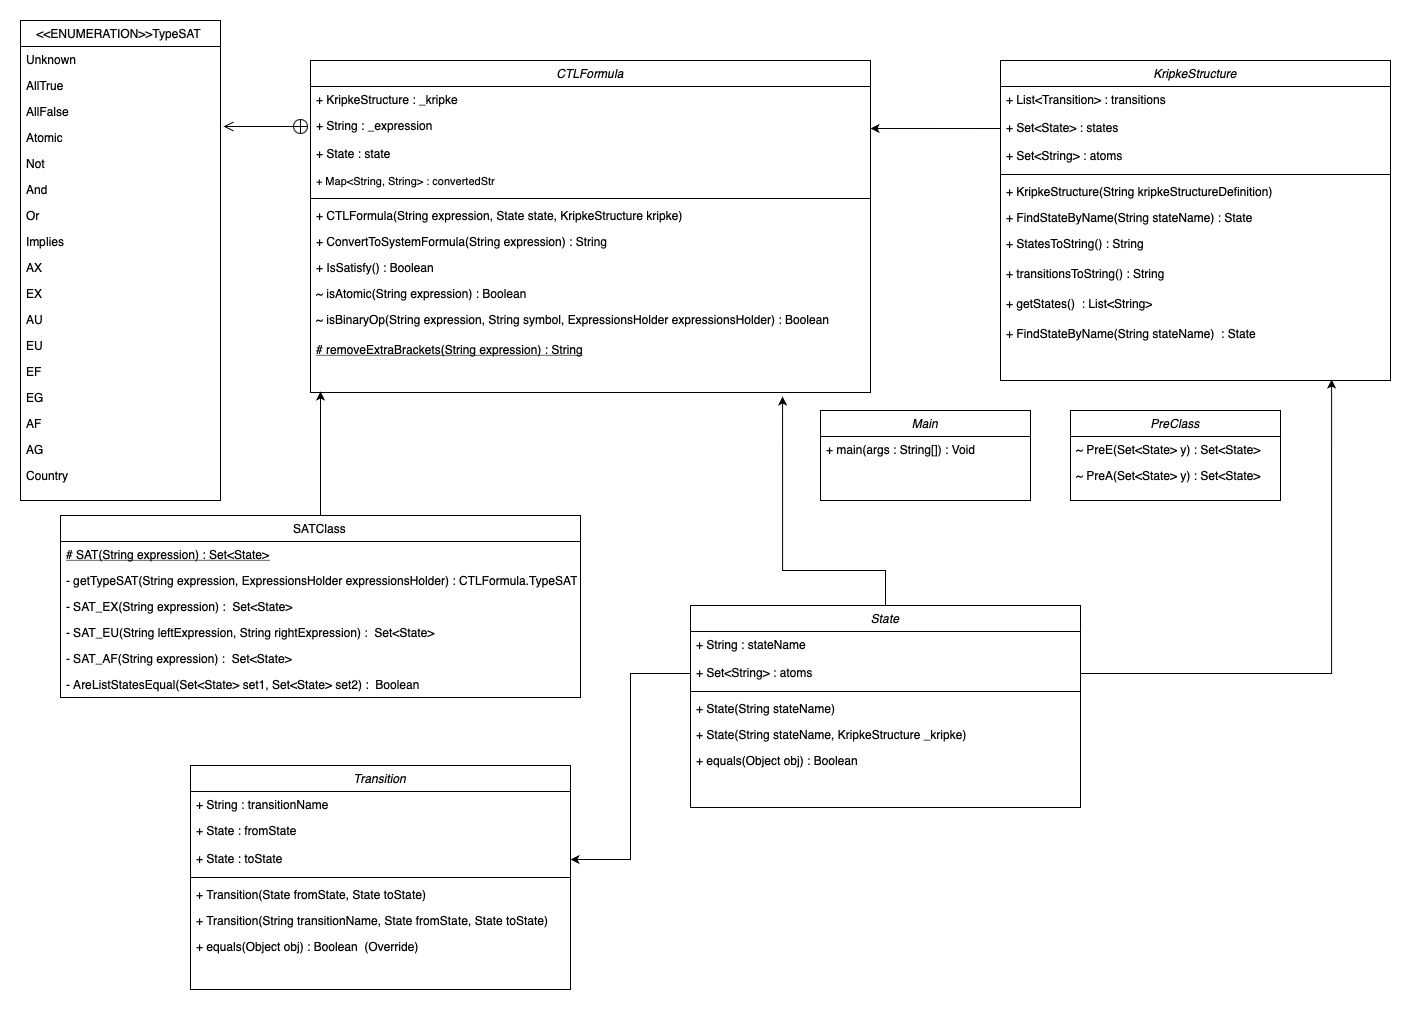 <<ENUMERATION>>TypeSAT
Unknown
AllTrue
AllFalse
Atomic
Not
And
Or
Implies
AX
EX
AU
EU
EF
EG
AF
AG
Country
CTLFormula
+ KripkeStructure : _kripke
+ String : _expression
+ State : state
+ Map<String, String> : convertedStr
+ CTLFormula(String expression, State state, KripkeStructure kripke)
+ ConvertToSystemFormula(String expression) : String
+ IsSatisfy() : Boolean
~ isAtomic(String expression) : Boolean
~ isBinaryOp(String expression, String symbol, ExpressionsHolder expressionsHolder) : Boolean
# removeExtraBrackets(String expression) : String
KripkeStructure
+ List<Transition> : transitions
+ Set<State> : states
+ Set<String> : atoms
+ KripkeStructure(String kripkeStructureDefinition)
+ FindStateByName(String stateName) : State
+ StatesToString() : String
+ transitionsToString() : String
+ getStates()  : List<String>
+ FindStateByName(String stateName)  : State
Main
+ main(args : String[]) : Void
PreClass
~ PreE(Set<State> y) : Set<State>
~ PreA(Set<State> y) : Set<State>
SATClass
# SAT(String expression) : Set<State>
- getTypeSAT(String expression, ExpressionsHolder expressionsHolder) : CTLFormula.TypeSAT
- SAT_EX(String expression) :  Set<State>
- SAT_EU(String leftExpression, String rightExpression) :  Set<State>
- SAT_AF(String expression) :  Set<State>
- AreListStatesEqual(Set<State> set1, Set<State> set2) :  Boolean
State
+ String : stateName
+ Set<String> : atoms
+ State(String stateName)
+ State(String stateName, KripkeStructure _kripke)
+ equals(Object obj) : Boolean
Transition
+ String : transitionName
+ State : fromState
+ State : toState
+ Transition(State fromState, State toState)
+ Transition(String transitionName, State fromState, State toState)
+ equals(Object obj) : Boolean  (Override)